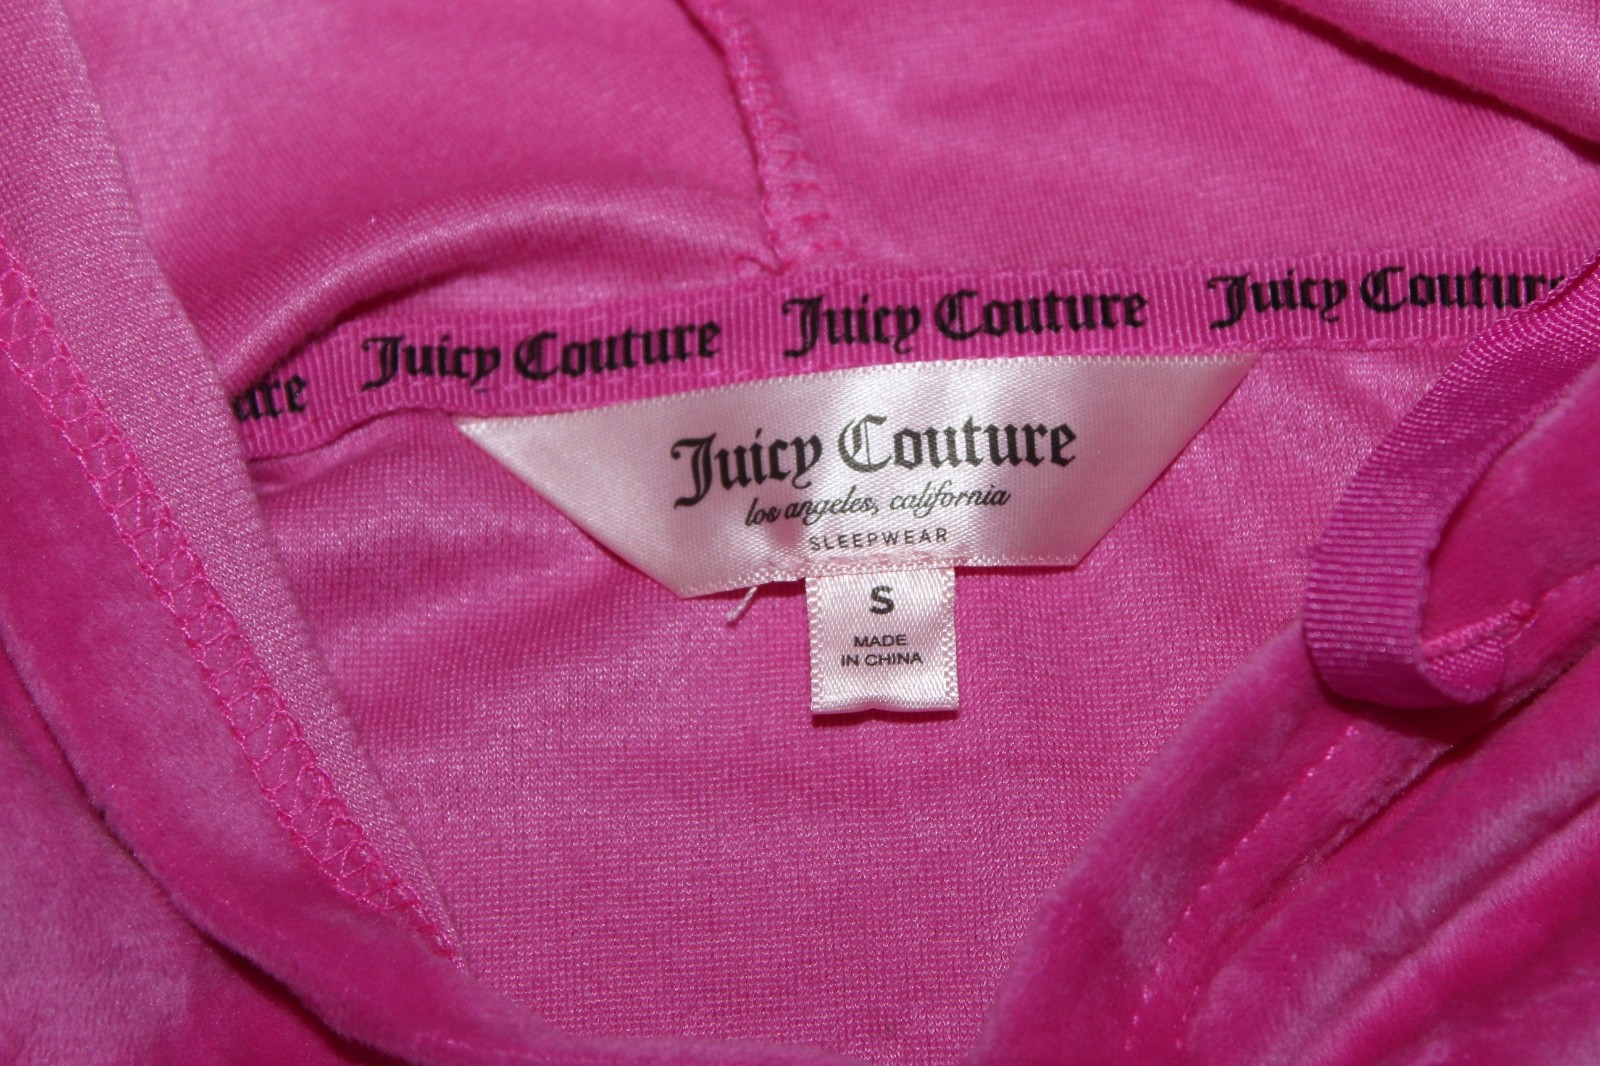 Juicy Couture Juicy Couture Juicy Couture
Juicy Couture
los angeles, california
SLEEPWEAR
S
MADE
IN CHINA